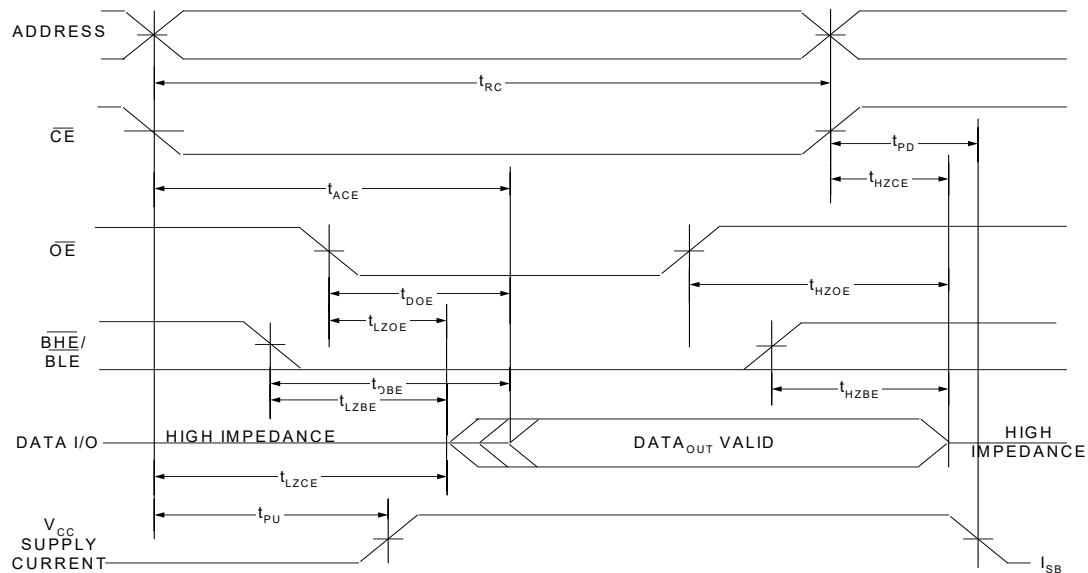 ADDRESS
tRC
CE
tPD
tHZCE
tACE
OE
tDOE
tHZOE
tLZOE
BHE/
BLE
tDBE
tHZBE
tLZBE
DATA I/O
HIGH IMPEDANCE
DATAOUT VALID
HIGH
IMPEDANCE
tLZCE
tPU
VCC
SUPPLY
CURRENT
ISB